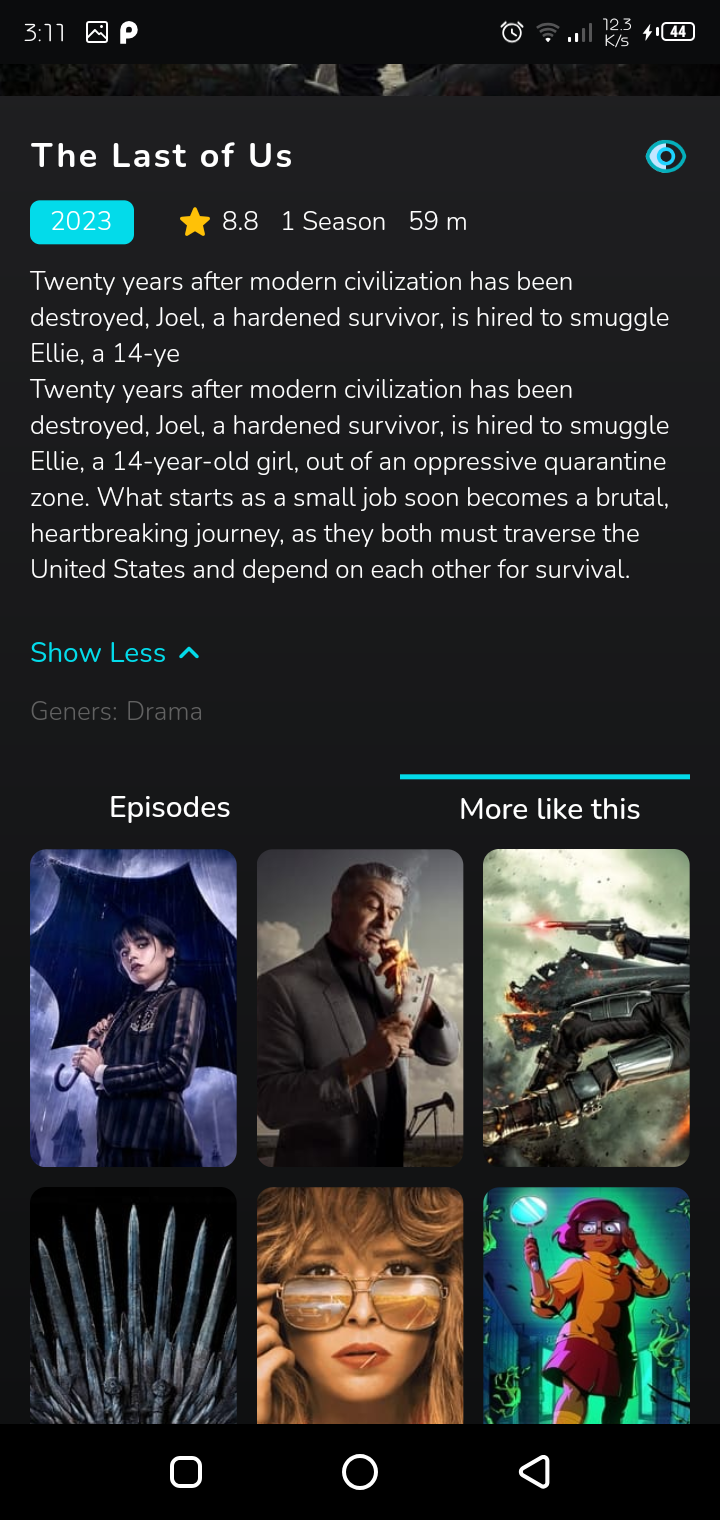 3:11
12.3
K/s
44
The Last of Us
2023
8.8 1 Season 59 m
Twenty years after modern civilization has been
destroyed, Joel, a hardened survivor, is hired to smuggle
Ellie, a 14-ye
Twenty years after modern civilization has been
destroyed, Joel, a hardened survivor, is hired to smuggle
Ellie, a 14-year-old girl, out of an oppressive quarantine
zone. What starts as a small job soon becomes a brutal,
heartbreaking journey, as they both must traverse the
United States and depend on each other for survival.
Show Less
Geners: Drama
Episodes
More like this